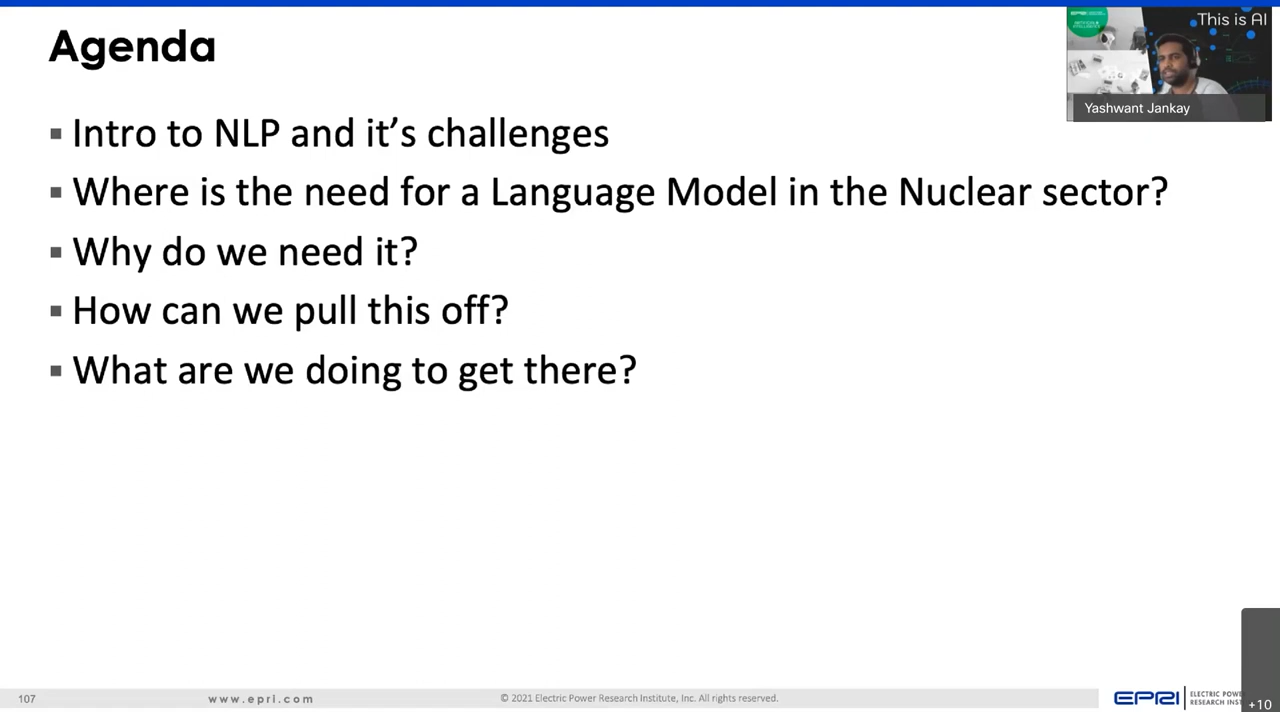 Agenda
This is AI
Yashwant Jankay
Intro to NLP and it’s challenges
Where is the need for a Language Model in the Nuclear sector?
Why do we need it?
How can we pull this off?
What are we doing to get there?
107
www.epri.com
© 2021 Electric Power Research Institute, Inc. All rights reserved.
EPRI
ELECTRIC
RESEARCH
+10